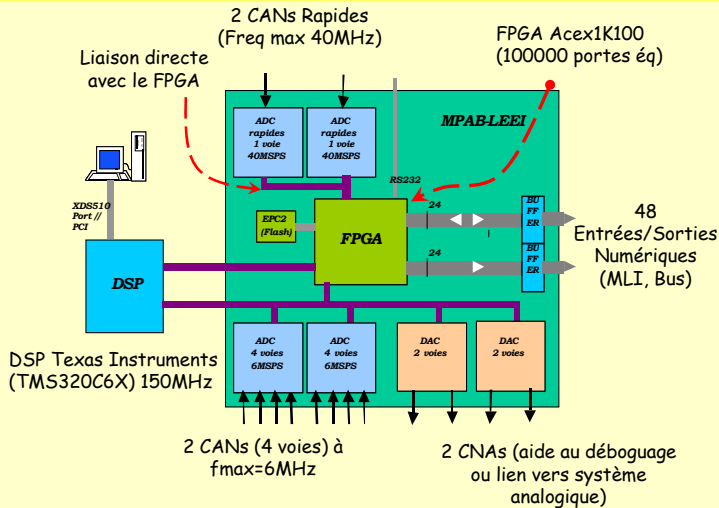 2 CANs Rapides
(Freq max 40MHz)
FPGA Acex1K100
(100000 portes éq)
Liaison directe
avec le FPGA
ADC
rapides
1 voie
40MSPS
ADC
rapides
1 voie
40MSPS
MPAB-LEEI
RS232
XDS510
Port //
PCI
EPC2
(Flash)
FPGA
24
24
BU
FF
ER
BU
FF
ER
48
Entrées/Sorties
Numériques
(MLI, Bus)
DSP
DSP Texas Instruments
(TMS320C6X) 150MHz
ADC
4 voies
6MSPS
ADC
4 voies
6MSPS
DAC
2 voies
DAC
2 voies
2 CANs (4 voies) à
fmax=6MHz
2 CNAs (aide au déboguage
ou lien vers système
analogique)